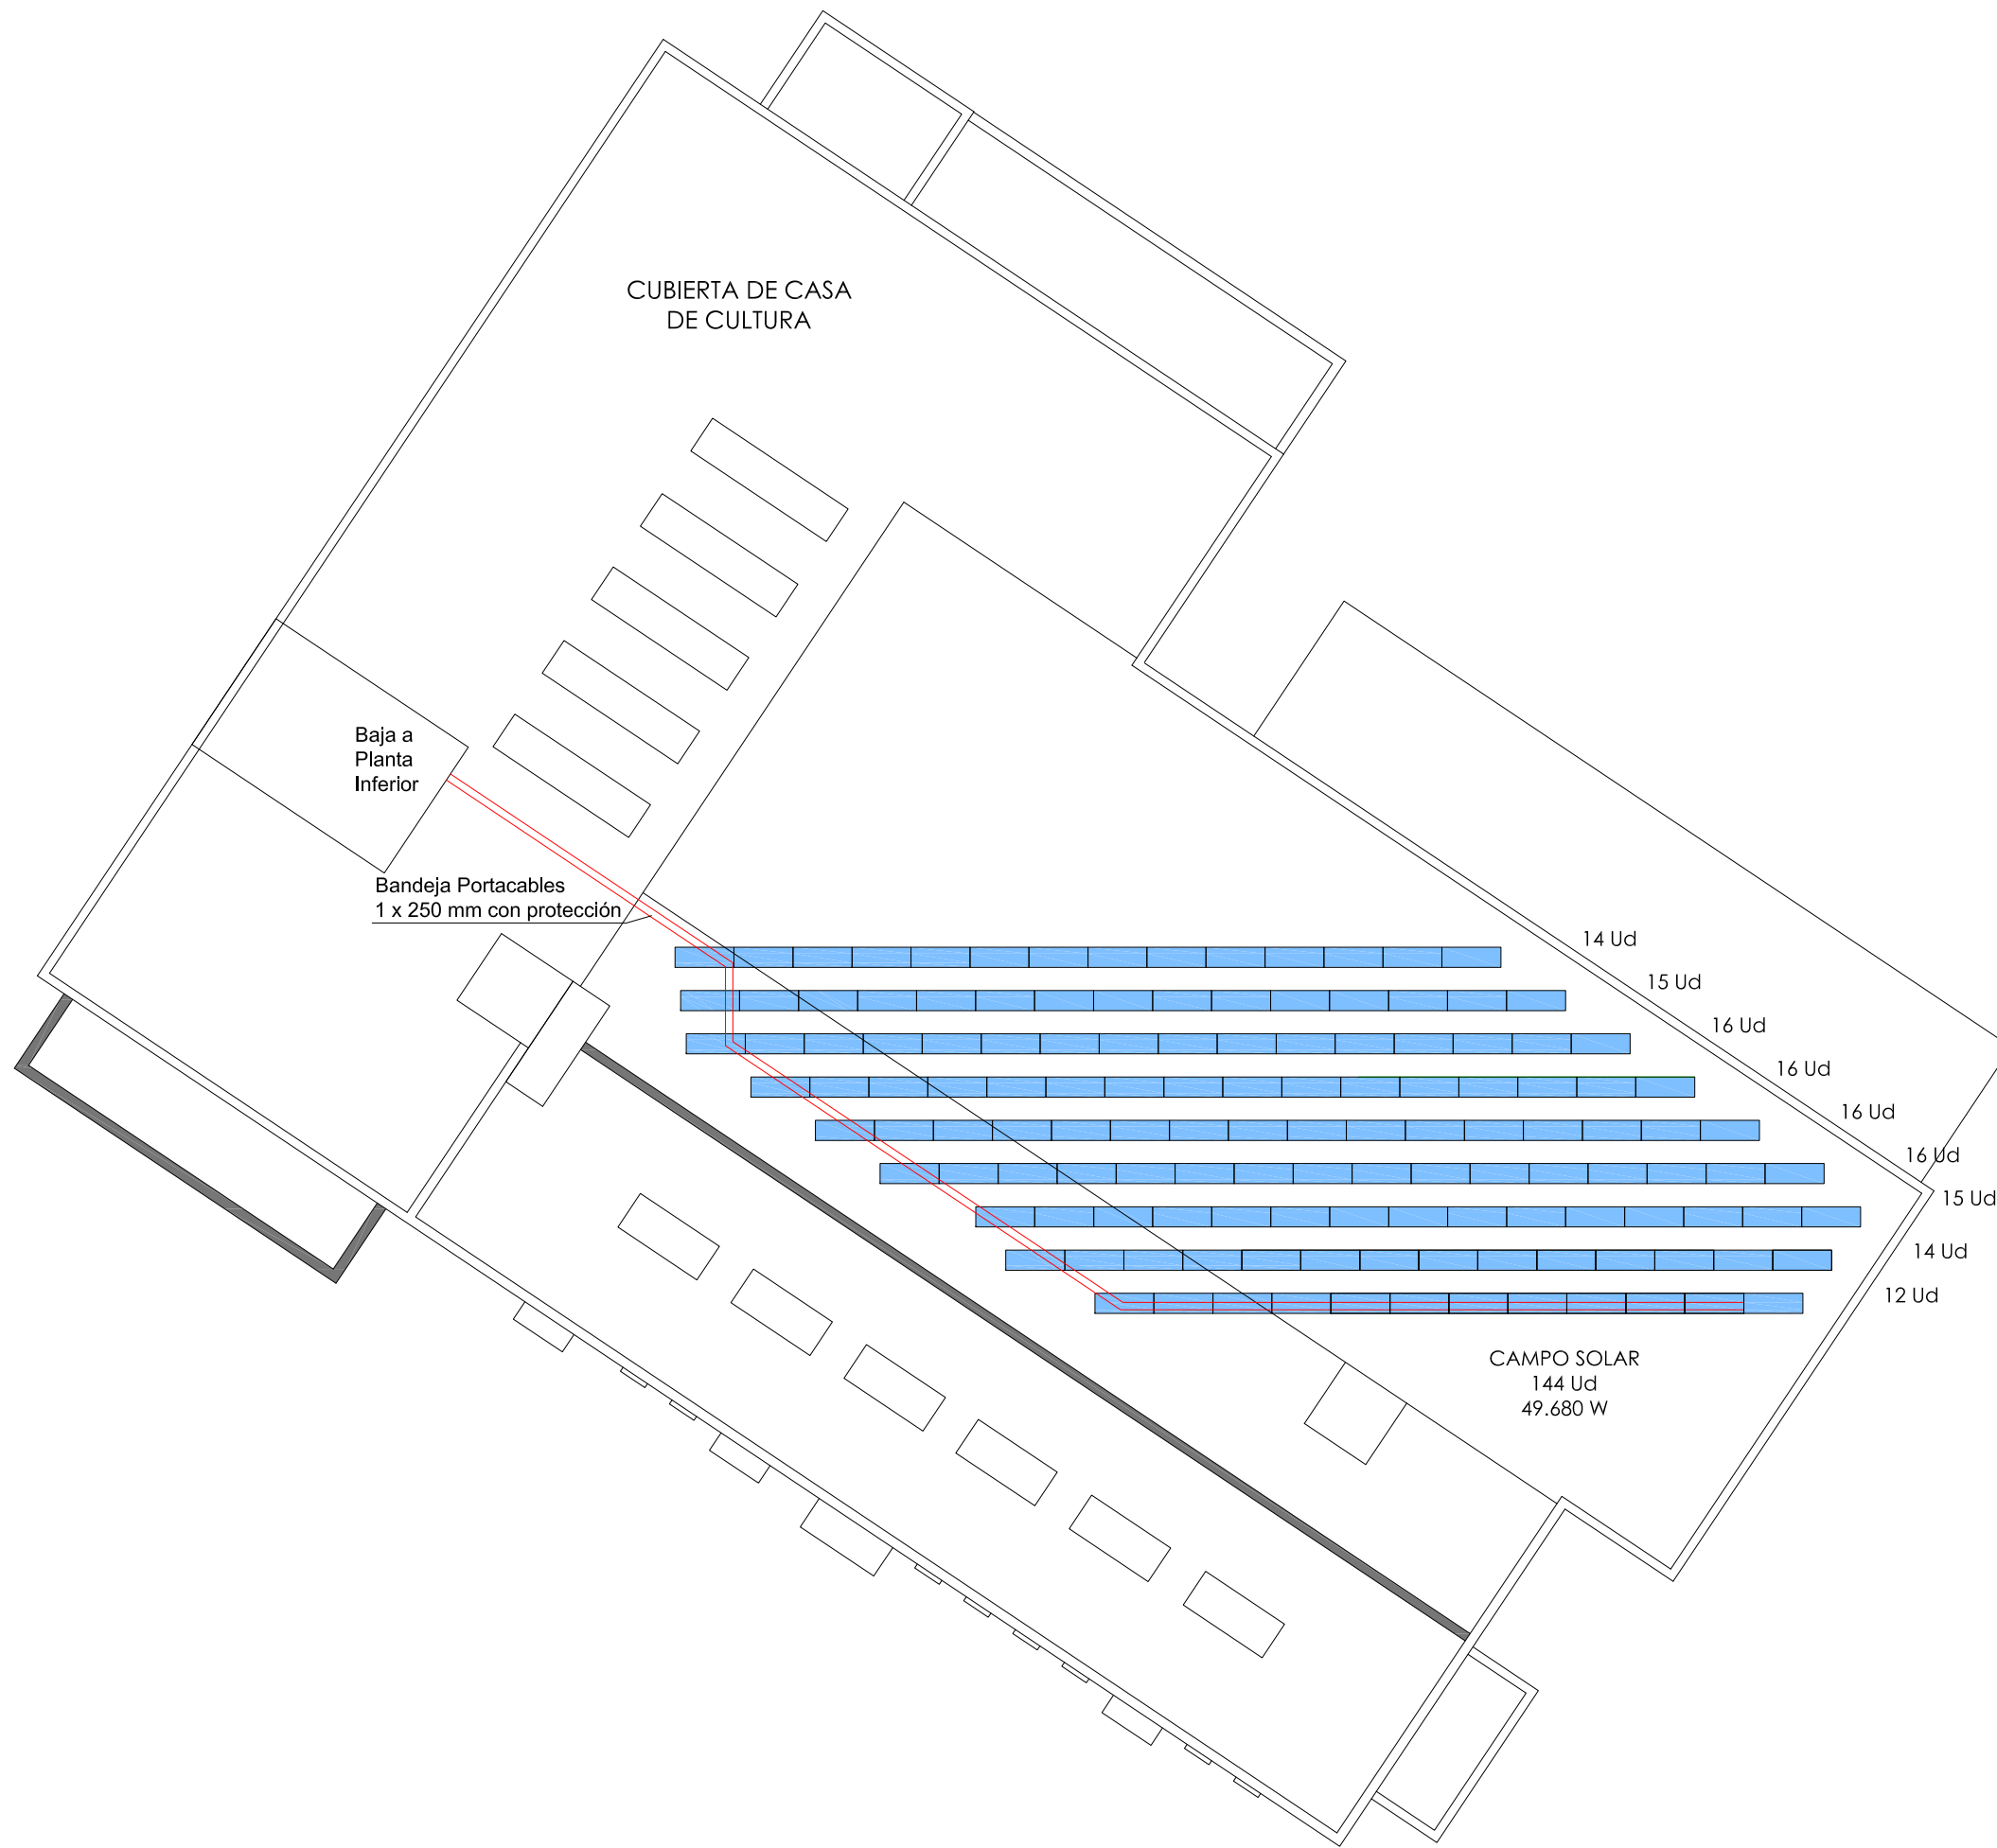 CUBIERTA DE CASA
DE CULTURA
Baja a
Planta
Inferior
Bandeja Portacables
1 x 250 mm con protección
14 Ud
15 Ud
16 Ud
16 Ud
16 Ud
16 Ud
15 Ud
14 Ud
12 Ud
CAMPO SOLAR
144 Ud
49.680 W